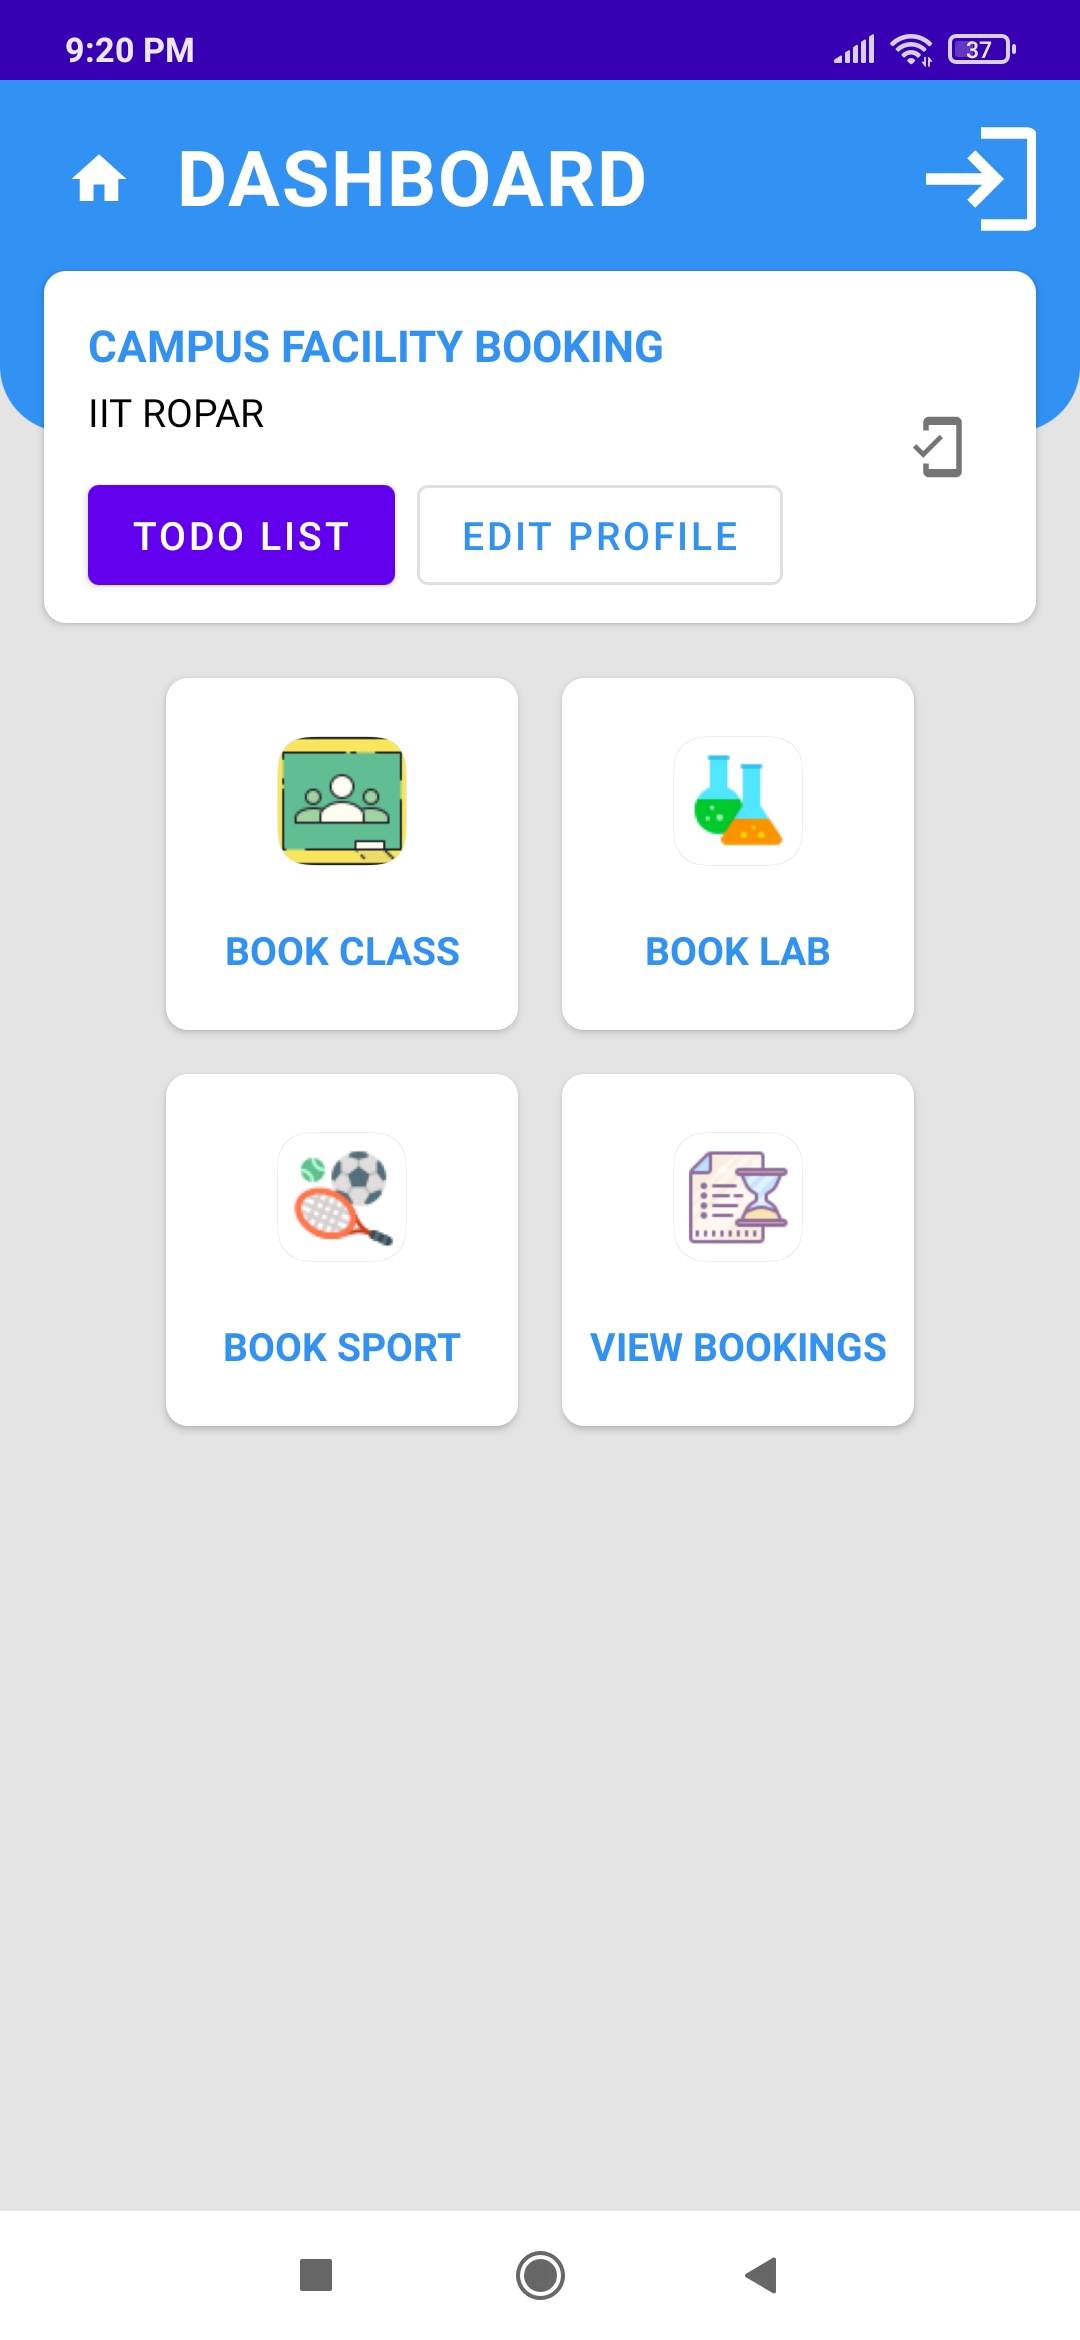 9:20 PM
37
DASHBOARD
CAMPUS FACILITY BOOKING
IIT ROPAR
TODO LIST
EDIT PROFILE
BOOK CLASS
BOOK LAB
BOOK SPORT
VIEW BOOKINGS